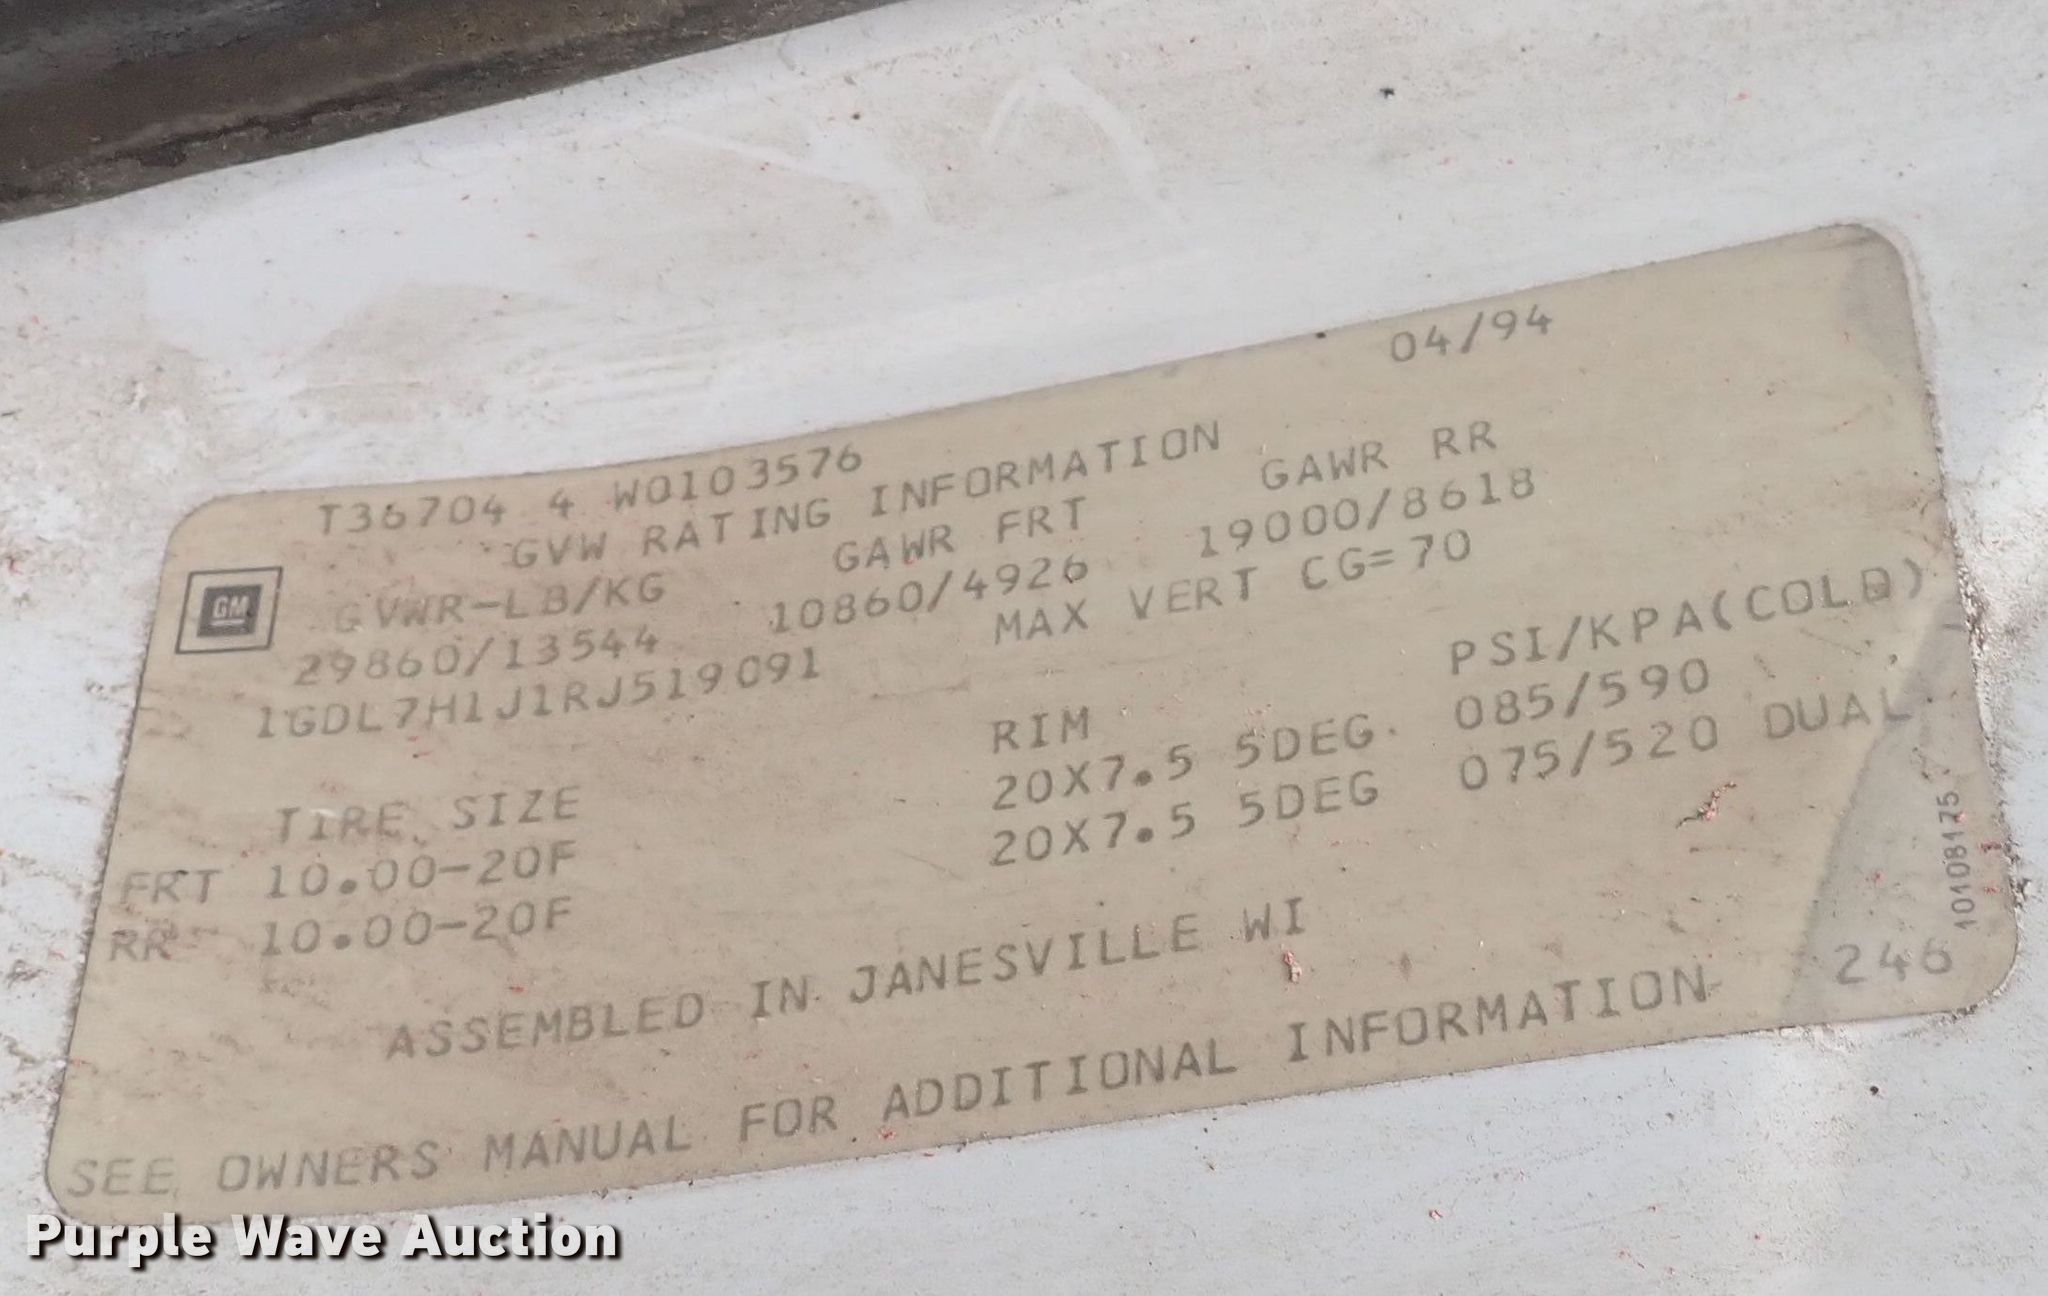 04/94
T36704 4 W0103576
GVW RATING INFORMATION
GM
GVWR-LB/KG GAWR FRT GAWR RR
29860/13544 10860/4926 19000/8618
1GDL7H1J1RJ519091 MAX VERT CG=70
TIRE SIZE RIM PSI/KPA(COLD)
FRT 10.00-20F 20X7.5 5DEG. 085/590
RR 10.00-20F 20X7.5 5DEG 075/520 DUAL
ASSEMBLED IN JANESVILLE WI
SEE OWNERS MANUAL FOR ADDITIONAL INFORMATION 246
10108175
Purple Wave Auction